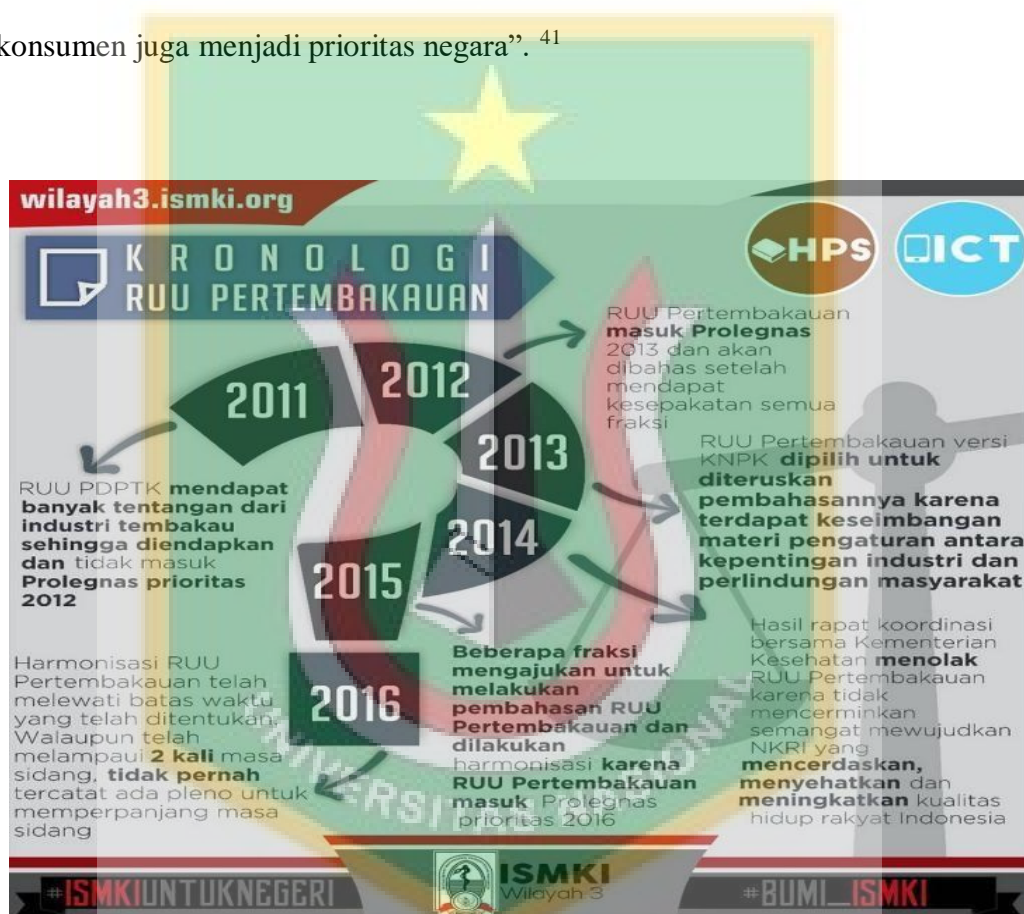 konsumen juga menjadi prioritas negara”. 41
wilayah3.ismki.org
KRONOLOGI
RUU PERTEMBAKAUAN
HPS
ICT
2011
RUU PDPTK mendapat
banyak tentangan dari
industri tembakau
sehingga diendapkan
dan tidak masuk
Prolegnas prioritas
2012
2012
RUU Pertembakauan
masuk Prolegnas
2013 dan akan
dibahas setelah
mendapat
kesepakatan semua
fraksi
2013
RUU Pertembakauan versi
KNPK dipilih untuk
diteruskan
pembahasannya karena
terdapat keseimbangan
materi pengaturan antara
kepentingan industri dan
perlindungan masyarakat
2014
Hasil rapat koordinasi
bersama Kementerian
Kesehatan menolak
RUU Pertembakauan
karena tidak
mencerminkan
semangat mewujudkan
NKRI yang
mencerdaskan,
menyehatkan dan
meningkatkan kualitas
hidup rakyat Indonesia
2015
Beberapa fraksi
mengajukan untuk
melakukan
pembahasan RUU
Pertembakauan dan
dilakukan
harmonisasi karena
RUU Pertembakauan
masuk Prolegnas
prioritas 2016
2016
Harmonisasi RUU
Pertembakauan telah
melewati batas waktu
yang telah ditentukan.
Walaupun telah
melampaui 2 kali masa
sidang, tidak pernah
tercatat ada pleno untuk
memperpanjang masa
sidang
UNIVERSITAS NASIONAL
ISMKI
Wilayah 3
#ISMKIUNTUKNEGERI
#BUMI_ISMKI